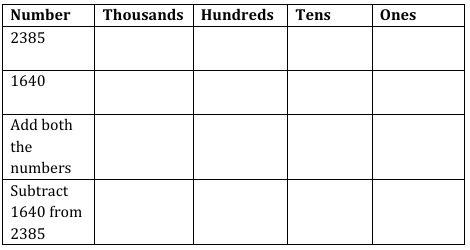 Number Thousands Hundreds Tens Ones
2385
1640
Add both
the
numbers
Subtract
1640 from
2385